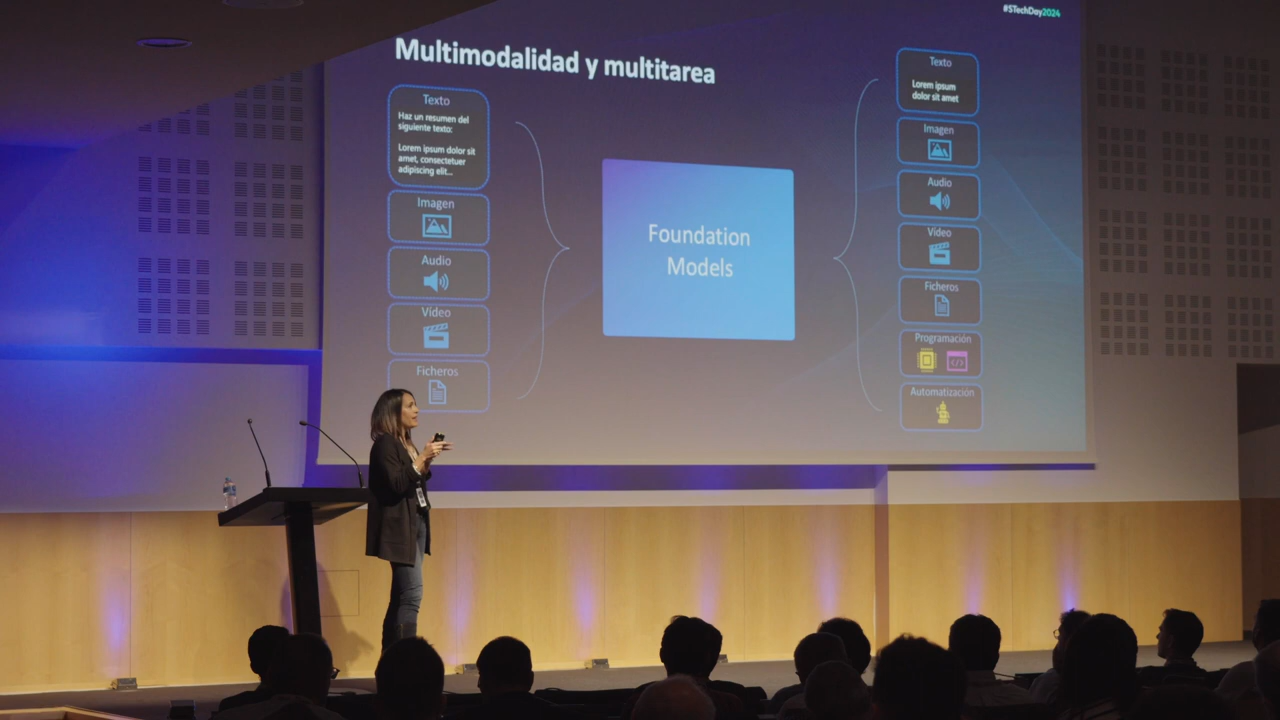 #STechDay2024
Multimodalidad y multitarea
Texto
Haz un resumen del
siguiente texto:
Lorem ipsum dolor sit
amet, consectetuer
adipiscing elit...
Imagen
Audio
Vídeo
Ficheros
Foundation
Models
Texto
Lorem ipsum
dolor sit amet
Imagen
Audio
Vídeo
Ficheros
Programación
</>
Automatización